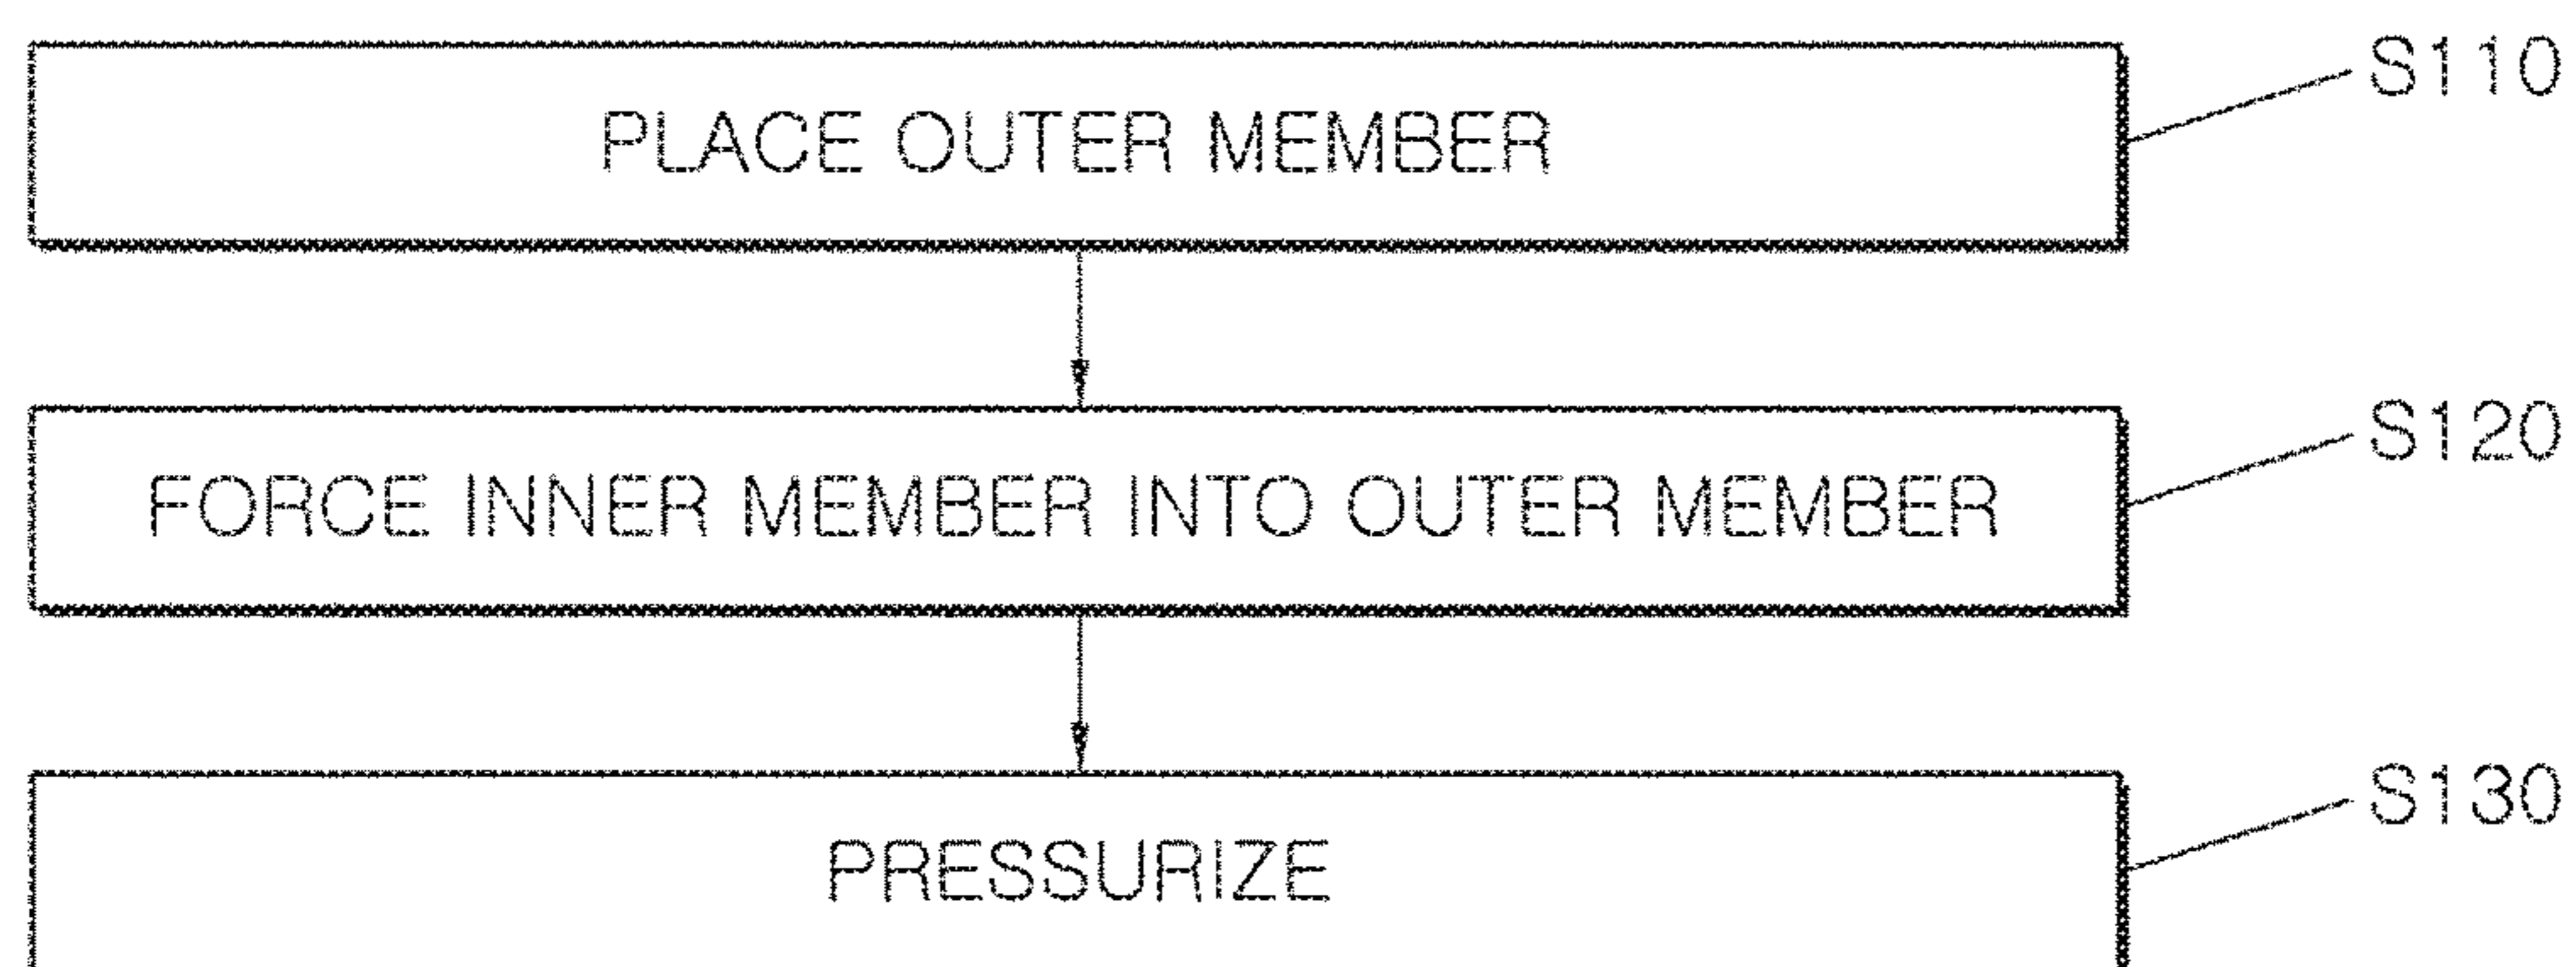 PLACE OUTER MEMBER
S110
FORCE INNER MEMBER INTO OUTER MEMBER
S120
PRESSURIZE
S130